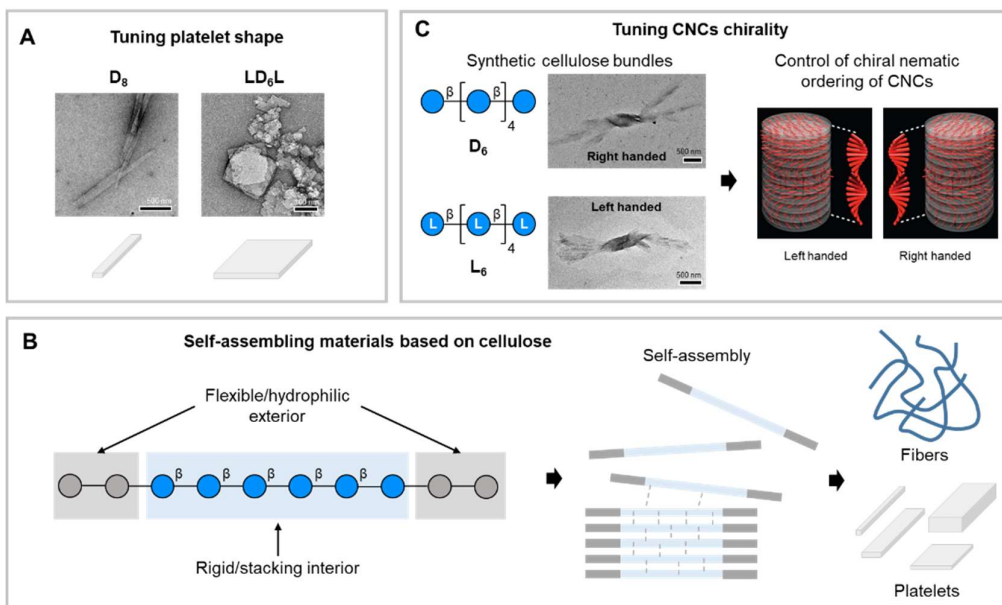 A
Tuning platelet shape
D8
LD6L
500 nm
500 nm
C
Tuning CNCs chirality
Synthetic cellulose bundles
Control of chiral nematic
ordering of CNCs
β
β
4
D6
Right handed
500 nm
L
β
L
β
L
4
L6
Left handed
500 nm
Left handed
Right handed
B
Self-assembling materials based on cellulose
Flexible/hydrophilic
exterior
β
β
β
β
β
Rigid/stacking interior
Self-assembly
Fibers
Platelets